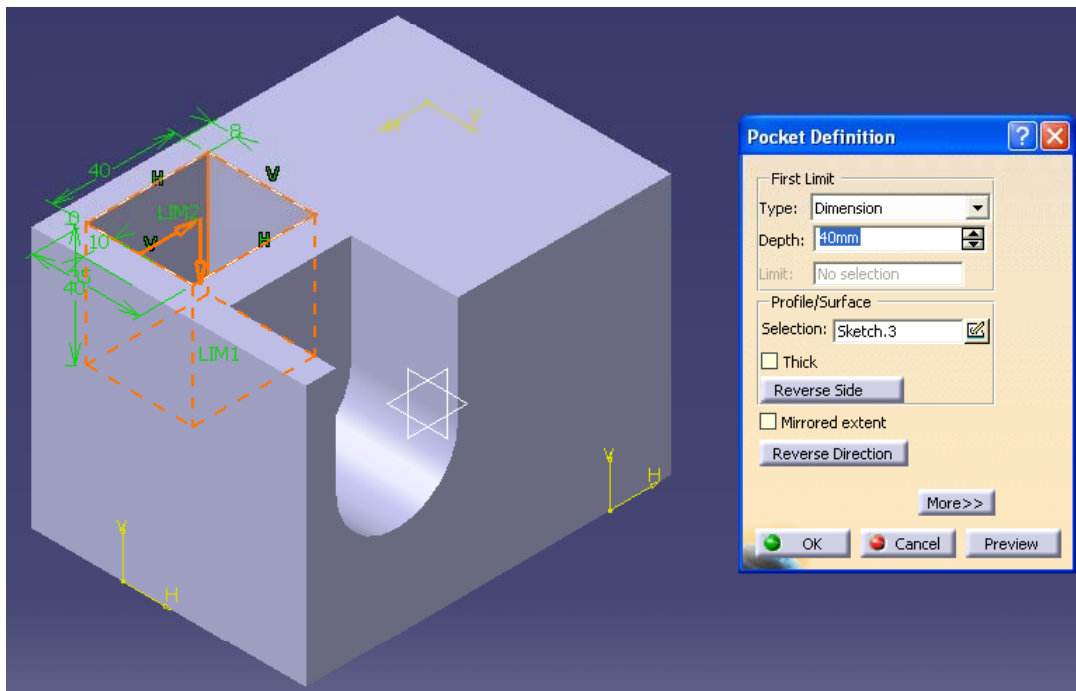 8
40
H
V
LIM2
V
H
10
40
LIM1
H
V
V
H
V
H
Pocket Definition
First Limit
Type: Dimension
Depth: 40mm
Limit: No selection
Profile/Surface
Selection: Sketch.3
Thick
Reverse Side
Mirrored extent
Reverse Direction
More>>
OK Cancel Preview